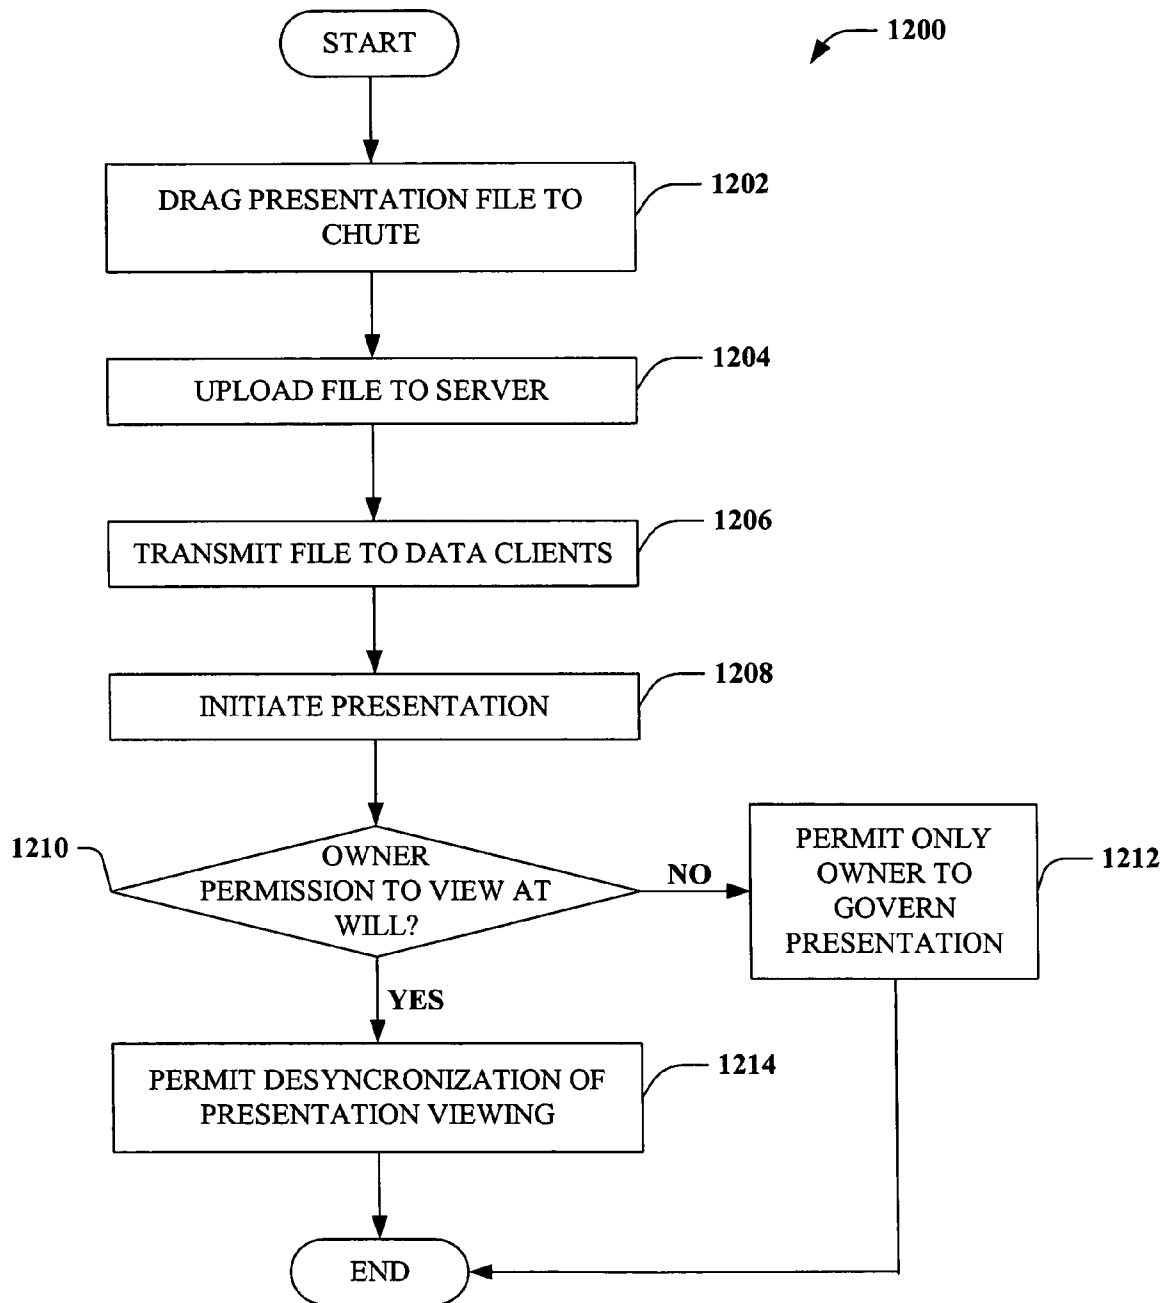 START
1200
DRAG PRESENTATION FILE TO
CHUTE
1202
UPLOAD FILE TO SERVER
1204
TRANSMIT FILE TO DATA CLIENTS
1206
INITIATE PRESENTATION
1208
1210
OWNER
PERMISSION TO VIEW AT
WILL?
NO
PERMIT ONLY
OWNER TO
GOVERN
PRESENTATION
1212
YES
PERMIT DESYNCRONIZATION OF
PRESENTATION VIEWING
1214
END